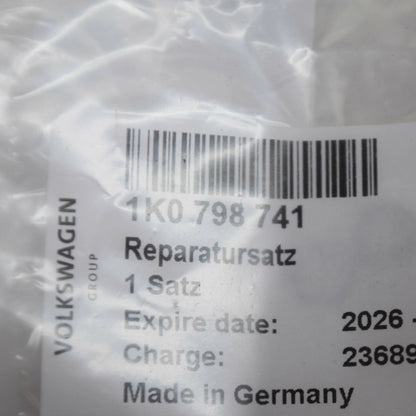 1K0 798 741
Reparatursatz
1 Satz
Expire date: 2026 -
Charge: 23689
Made in Germany
VOLKSWAGEN
GROUP